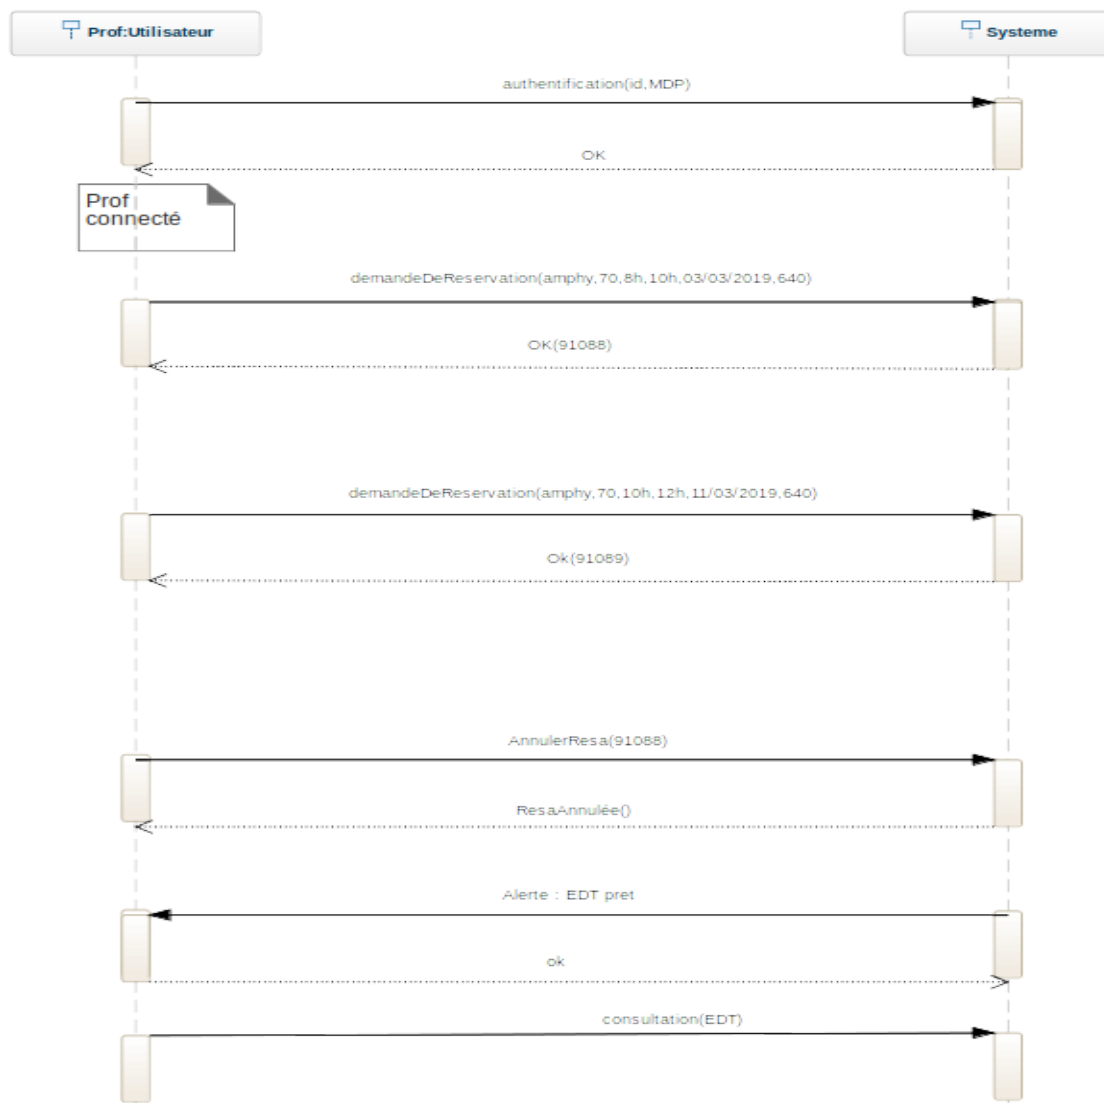 Prof:Utilisateur
Systeme
authentification(id,MDP)
OK
Prof
connecté
demandeDeReservation(amphy,70,8h,10h,03/03/2019,640)
OK(91088)
demandeDeReservation(amphy,70,10h,12h,11/03/2019,640)
Ok(91089)
AnnulerResa(91088)
ResaAnnulée()
Alerte : EDT pret
ok
consultation(EDT)